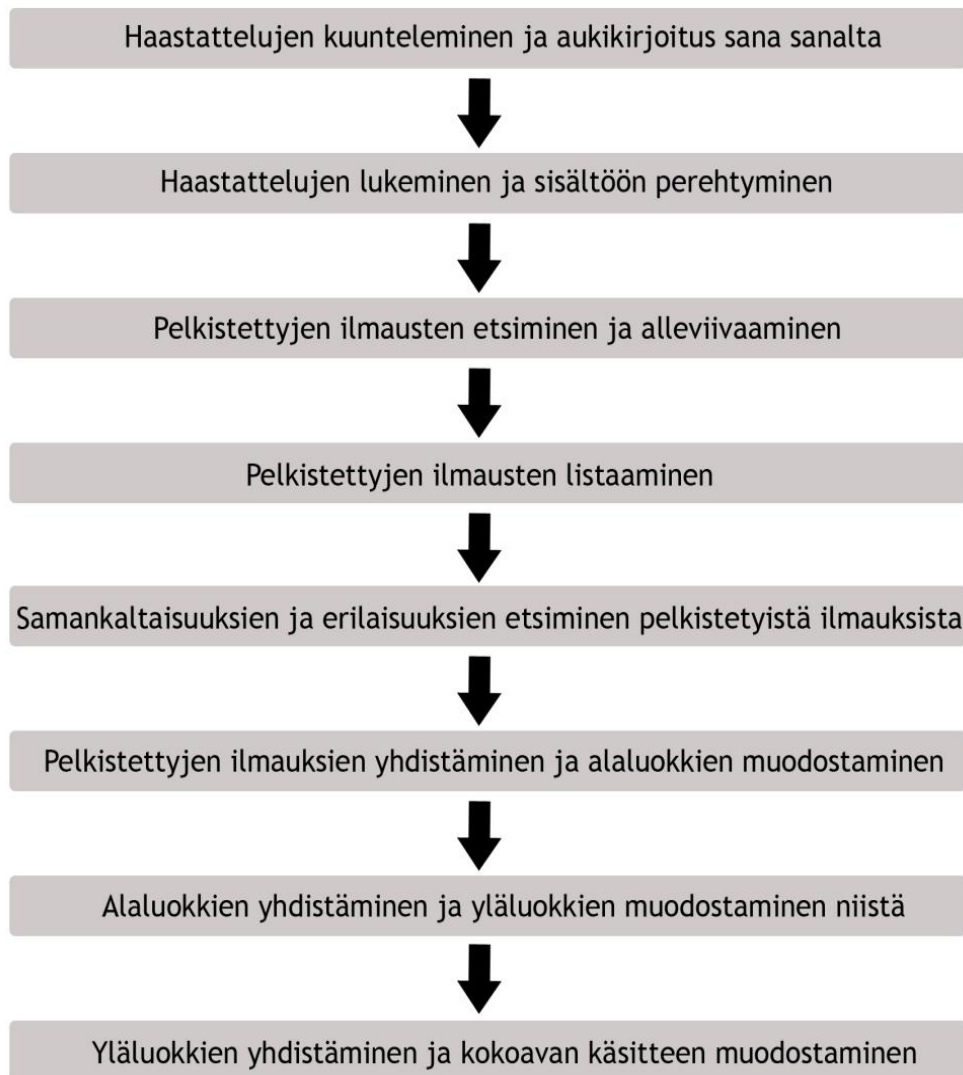 Haastattelujen kuunteleminen ja aukikirjoitus sana sanalta
Haastattelujen lukeminen ja sisältöön perehtyminen
Pelkistettyjen ilmausten etsiminen ja alleviivaaminen
Pelkistettyjen ilmausten listaaminen
Samankaltaisuuksien ja erilaisuuksien etsiminen pelkistetyistä ilmauksista
Pelkistettyjen ilmauksien yhdistäminen ja alaluokkien muodostaminen
Alaluokkien yhdistäminen ja yläluokkien muodostaminen niistä
Yläluokkien yhdistäminen ja kokoavan käsitteen muodostaminen